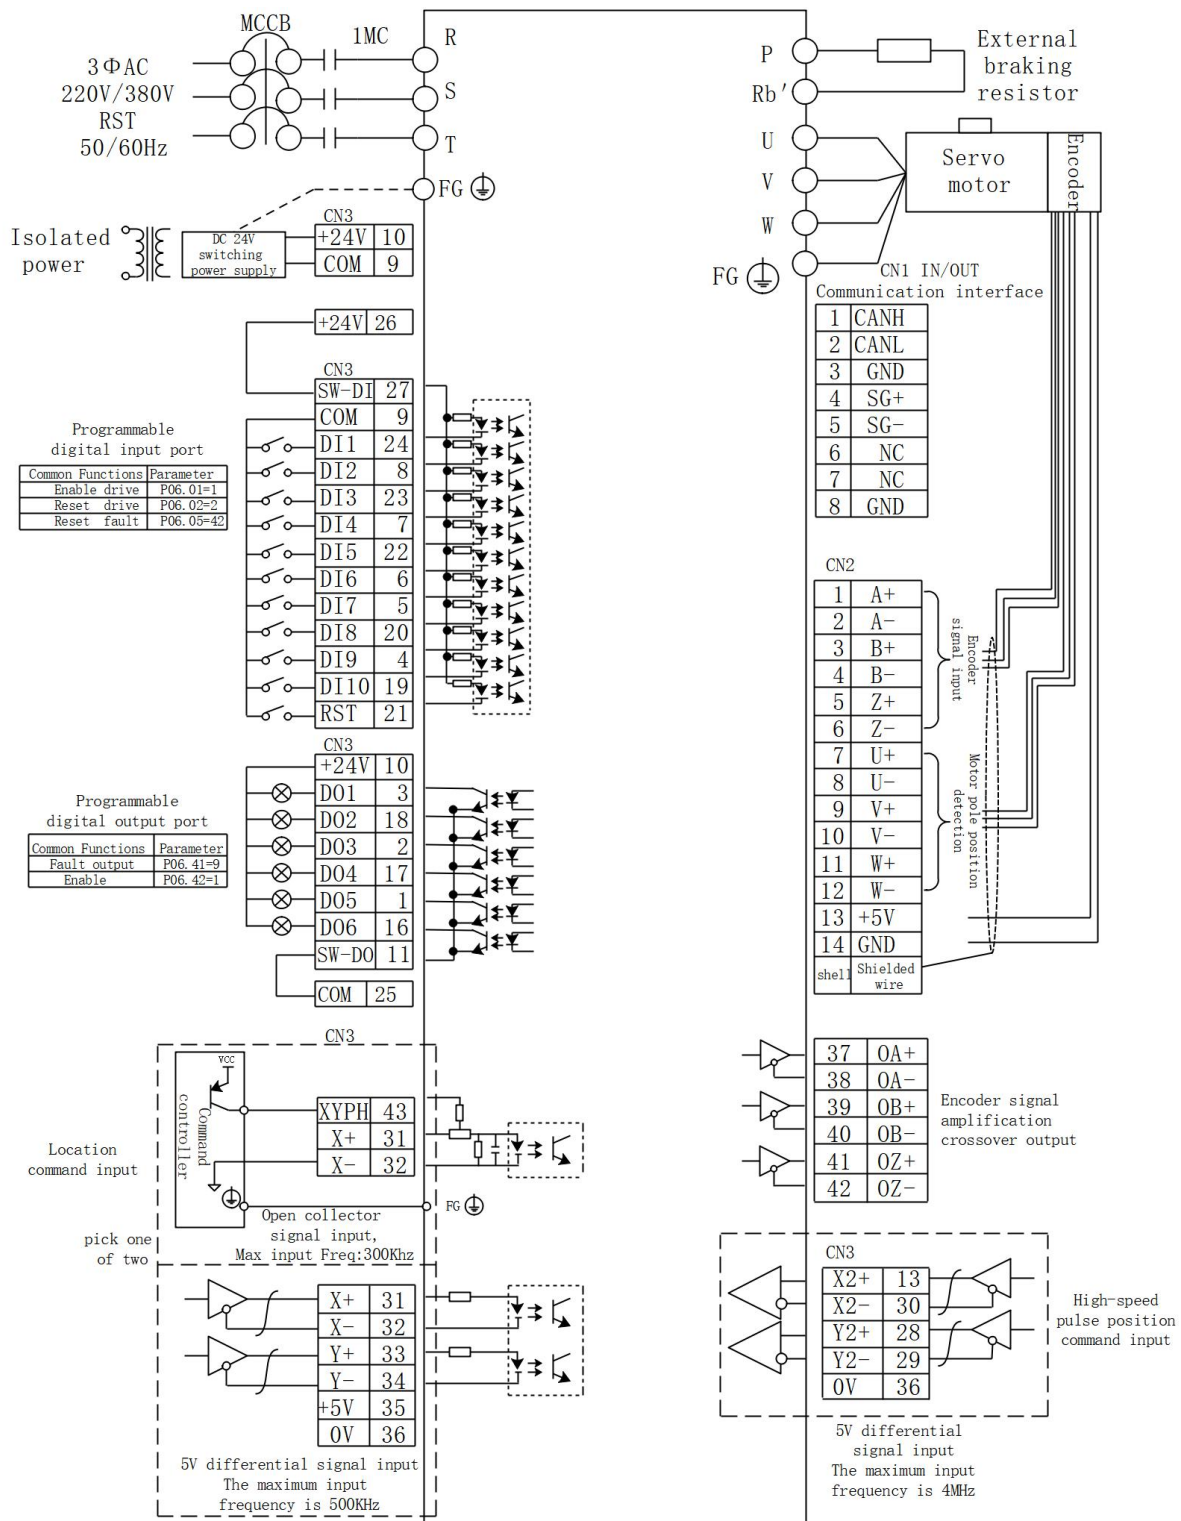 MCCB
1MC
3ΦAC
220V/380V
RST
50/60Hz
R
S
T
FG
Isolated
power
DC 24V
switching
power supply
CN3
+24V 10
COM 9
+24V 26
CN3
SW-DI 27
COM 9
DI1 24
DI2 8
DI3 23
DI4 7
DI5 22
DI6 6
DI7 5
DI8 20
DI9 4
DI10 19
RST 21
Programmable
digital input port
Common Functions Parameter
Enable drive P06.01=1
Reset drive P06.02=2
Reset fault P06.05=42
CN3
+24V 10
DO1 3
DO2 18
DO3 2
DO4 17
DO5 1
DO6 16
SW-DO 11
COM 25
Programmable
digital output port
Common Functions Parameter
Fault output P06.41=9
Enable P06.42=1
CN3
VCC
Command
controller
XYPH 43
X+ 31
X- 32
FG
Location
command input
Open collector
signal input,
Max input Freq:300Khz
pick one
of two
X+ 31
X- 32
Y+ 33
Y- 34
+5V 35
0V 36
5V differential signal input
The maximum input
frequency is 500KHz
P
Rb'
External
braking
resistor
U
V
W
FG
Servo
motor
Encoder
CN1 IN/OUT
Communication interface
1 CANH
2 CANL
3 GND
4 SG+
5 SG-
6 NC
7 NC
8 GND
CN2
1 A+
2 A-
3 B+
4 B-
5 Z+
6 Z-
7 U+
8 U-
9 V+
10 V-
11 W+
12 W-
13 +5V
14 GND
shell Shielded
wire
Encoder
signal input
Motor pole position
detection
37 OA+
38 OA-
39 OB+
40 OB-
41 OZ+
42 OZ-
Encoder signal
amplification
crossover output
CN3
X2+ 13
X2- 30
Y2+ 28
Y2- 29
0V 36
High-speed
pulse position
command input
5V differential
signal input
The maximum input
frequency is 4MHz